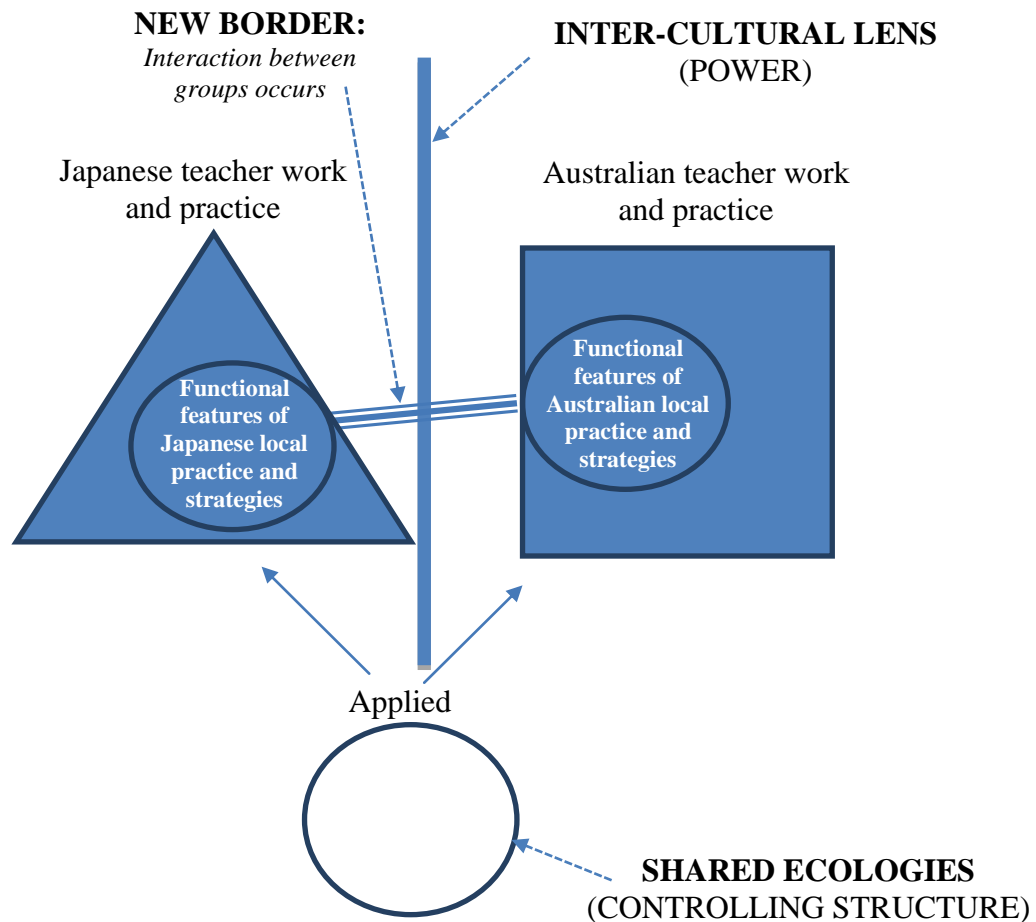 NEW BORDER:
Interaction between
groups occurs
INTER-CULTURAL LENS
(POWER)
Japanese teacher work
and practice
Australian teacher work
and practice
Functional
features of
Japanese local
practice and
strategies
Functional
features of
Australian local
practice and
strategies
Applied
SHARED ECOLOGIES
(CONTROLLING STRUCTURE)